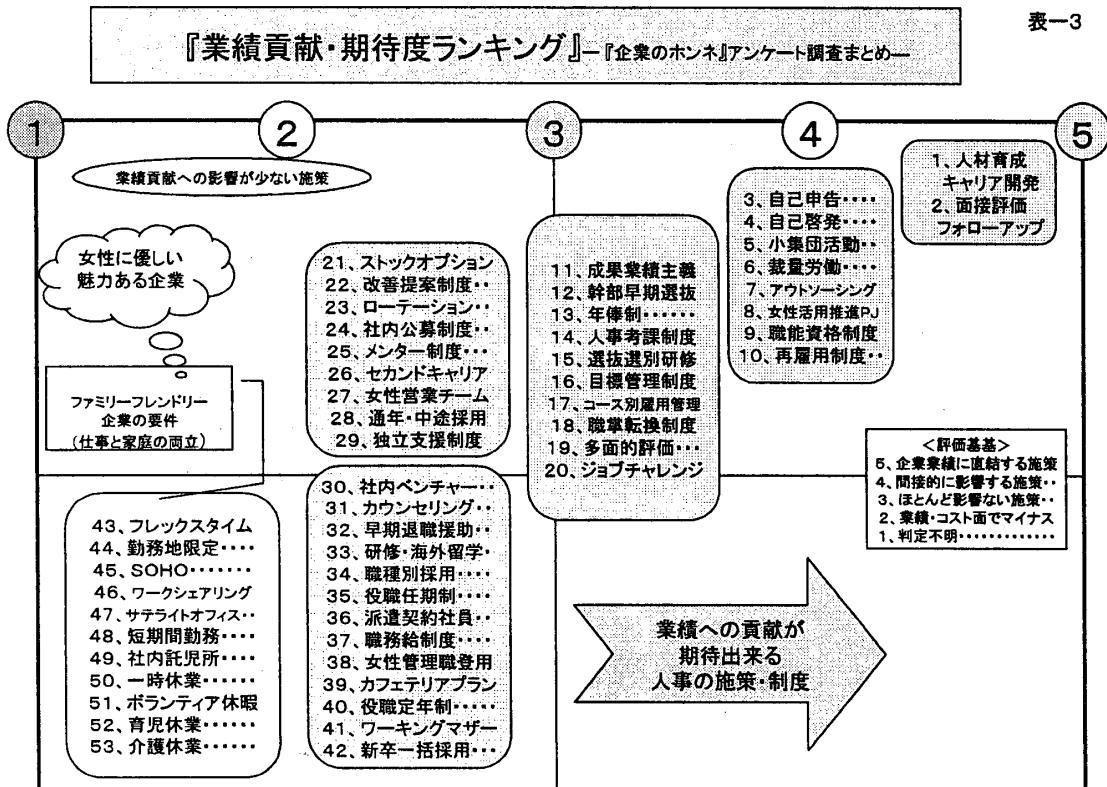 表ー3
『業績貢献・期待度ランキング』―『企業のホンネ』アンケート調査まとめ―
1
2
3
4
5
業績貢献への影響が少ない施策
女性に優しい
魅力ある企業
ファミリーフレンドリー
企業の要件
(仕事と家庭の両立)
43、フレックスタイム
44、勤務地限定････
45、SOHO･･･････
46、ワークシェアリング
47、サテライトオフィス･･
48、短期間勤務････
49、社内託児所････
50、一時休業･･････
51、ボランティア休暇
52、育児休業･･････
53、介護休業･･････
21、ストックオプション
22、改善提案制度･･
23、ローテーション･･
24、社内公募制度･･
25、メンター制度･･･
26、セカンドキャリア
27、女性営業チーム
28、通年・中途採用
29、独立支援制度
30、社内ベンチャー･･
31、カウンセリング･･
32、早期退職援助･･
33、研修・海外留学･
34、職種別採用････
35、役職任期制････
36、派遣契約社員･･
37、職務給制度････
38、女性管理職登用
39、カフェテリアプラン
40、役職定年制････
41、ワーキングマザー
42、新卒一括採用･･･
11、成果業績主義
12、幹部早期選抜
13、年俸制･･････
14、人事考課制度
15、選抜選別研修
16、目標管理制度
17、コース別雇用管理
18、職掌転換制度
19、多面的評価･･･
20、ジョブチャレンジ
3、自己申告････
4、自己啓発････
5、小集団活動･･
6、裁量労働････
7、アウトソーシング
8、女性活用推進PJ
9、職能資格制度
10、再雇用制度･･
1、人材育成
キャリア開発
2、面接評価
フォローアップ
<評価基基>
5、企業業績に直結する施策
4、間接的に影響する施策･･
3、ほとんど影響ない施策･･
2、業績・コスト面でマイナス
1、判定不明････････････
業績への貢献が
期待出来る
人事の施策・制度